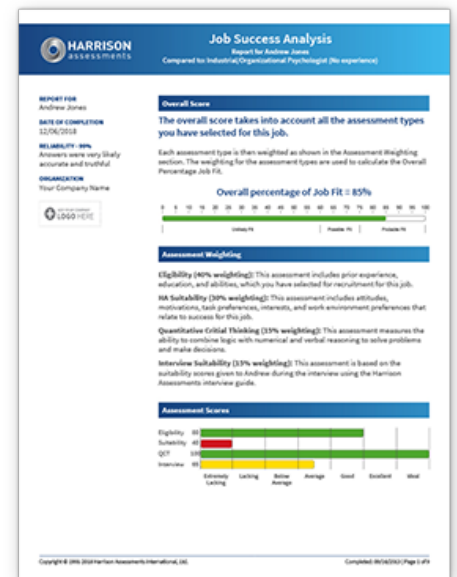 HARRISON
assessments
Job Success Analysis
Report for Andrew Jones
Compared to: Industrial/Organizational Psychologist (No experience)
REPORT FOR
Andrew Jones
DATE OF COMPLETION
12/06/2018
RELIABILITY - 99%
Answers were very likely
accurate and truthful
ORGANIZATION
Your Company Name
LOGO HERE
Overall Score
The overall score takes into account all the assessment types
you have selected for this job.
Each assessment type is then weighted as shown in the Assessment Weighting
section. The weighting for the assessment types are used to calculate the Overall
Percentage Job Fit.
Overall percentage of Job Fit = 85%
0 5 10 15 20 25 30 35 40 45 50 55 60 65 70 75 80 85 90 95 100
Unlikely Fit Possible Fit Probable Fit
Assessment Weighting
Eligibility (40% weighting): This assessment includes prior experience,
education, and abilities, which you have selected for recruitment for this job.
HA Suitability (30% weighting): This assessment includes attitudes,
motivations, task preferences, interests, and work environment preferences that
relate to success for this job.
Quantitative Critial Thinking (15% weighting): This assessment measures the
ability to combine logic with numerical and verbal reasoning to solve problems
and make decisions.
Interview Suitability (15% weighting): This assessment is based on the
suitability scores given to Andrew during the interview using the Harrison
Assessments interview guide.
Assessment Scores
Eligibility
Suitability
QCT 100
Interview
Extremely Lacking Lacking Below Average Average Good Excellent Ideal
Copyright © 1991-2018 Harrison Assessments International, Ltd.
Completed: | Page 1 of